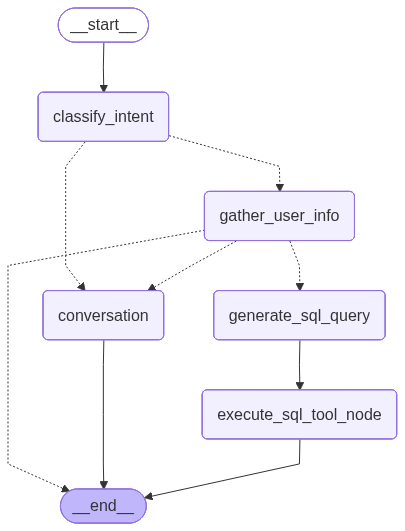 __start__
classify_intent
gather_user_info
conversation
generate_sql_query
execute_sql_tool_node
__end__